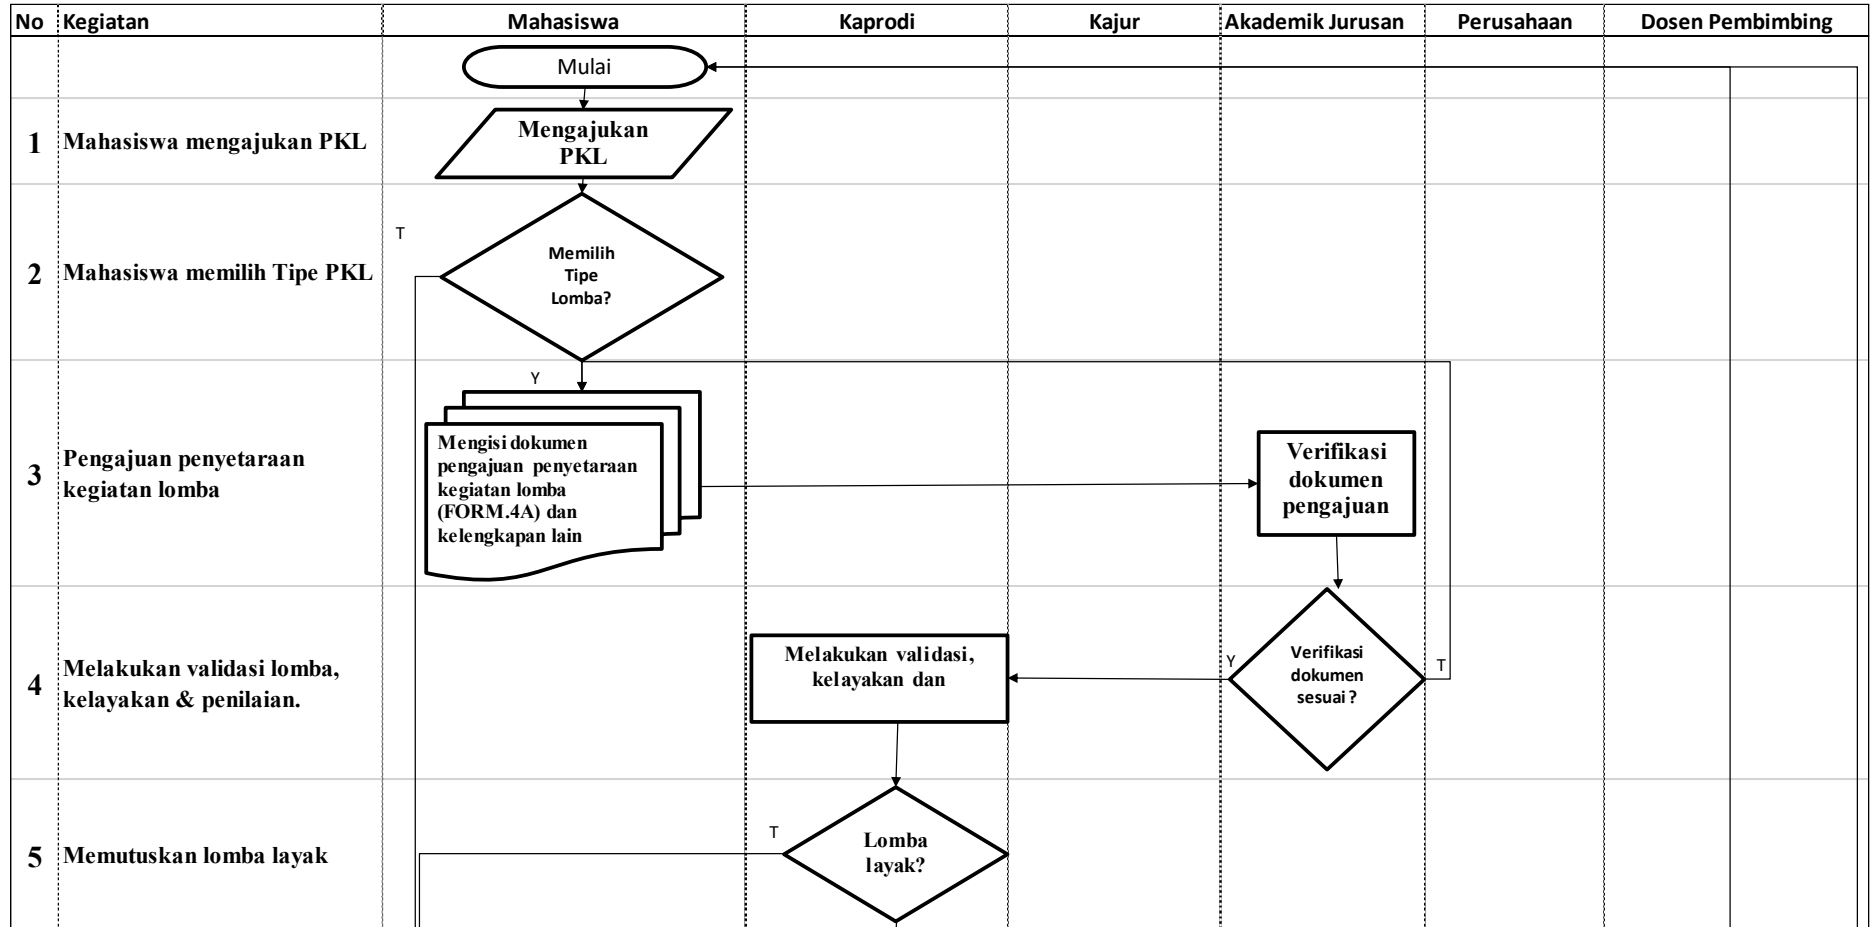 No Kegiatan Mahasiswa Kaprodi Kajur Akademik Jurusan Perusahaan Dosen Pembimbing
Mulai
1 Mahasiswa mengajukan PKL
Mengajukan
PKL
2 Mahasiswa memilih Tipe PKL
T
Memilih
Tipe
Lomba?
Y
3 Pengajuan penyetaraan
kegiatan lomba
Mengisi dokumen
pengajuan penyetaraan
kegiatan lomba
(FORM.4A) dan
kelengkapan lain
Verifikasi
dokumen
pengajuan
4 Melakukan validasi lomba,
kelayakan & penilaian.
Melakukan validasi,
kelayakan dan
Y
Verifikasi
dokumen
sesuai ?
T
5 Memutuskan lomba layak
T
Lomba
layak?